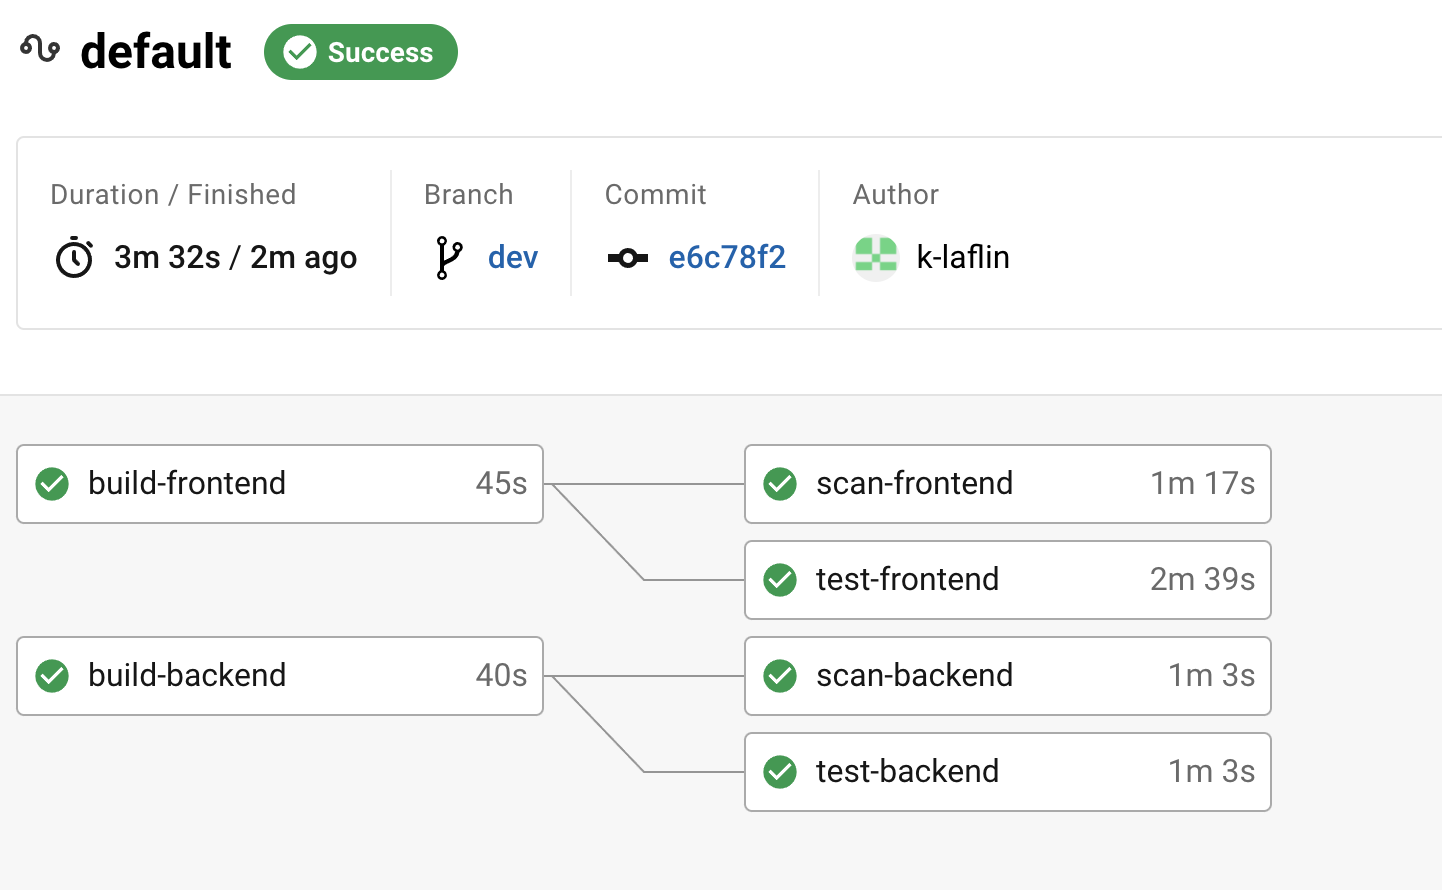 default
Success
Duration / Finished
3m 32s / 2m ago
Branch
dev
Commit
e6c78f2
Author
k-laflin
build-frontend 45s
scan-frontend 1m 17s
test-frontend 2m 39s
build-backend 40s
scan-backend 1m 3s
test-backend 1m 3s